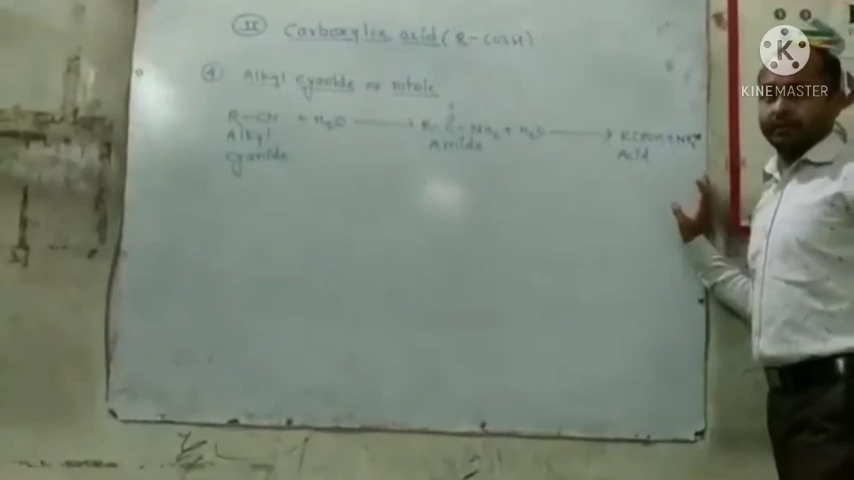 II Carboxylic acid (R-COOH)
④ Alkyl cyanide or nitrile
R-CN + H₂O → R-C-NH₂ + H₂O → RCOOH + NH₃
O
Alkyl Amide Acid
cyanide
K
KINEMASTER